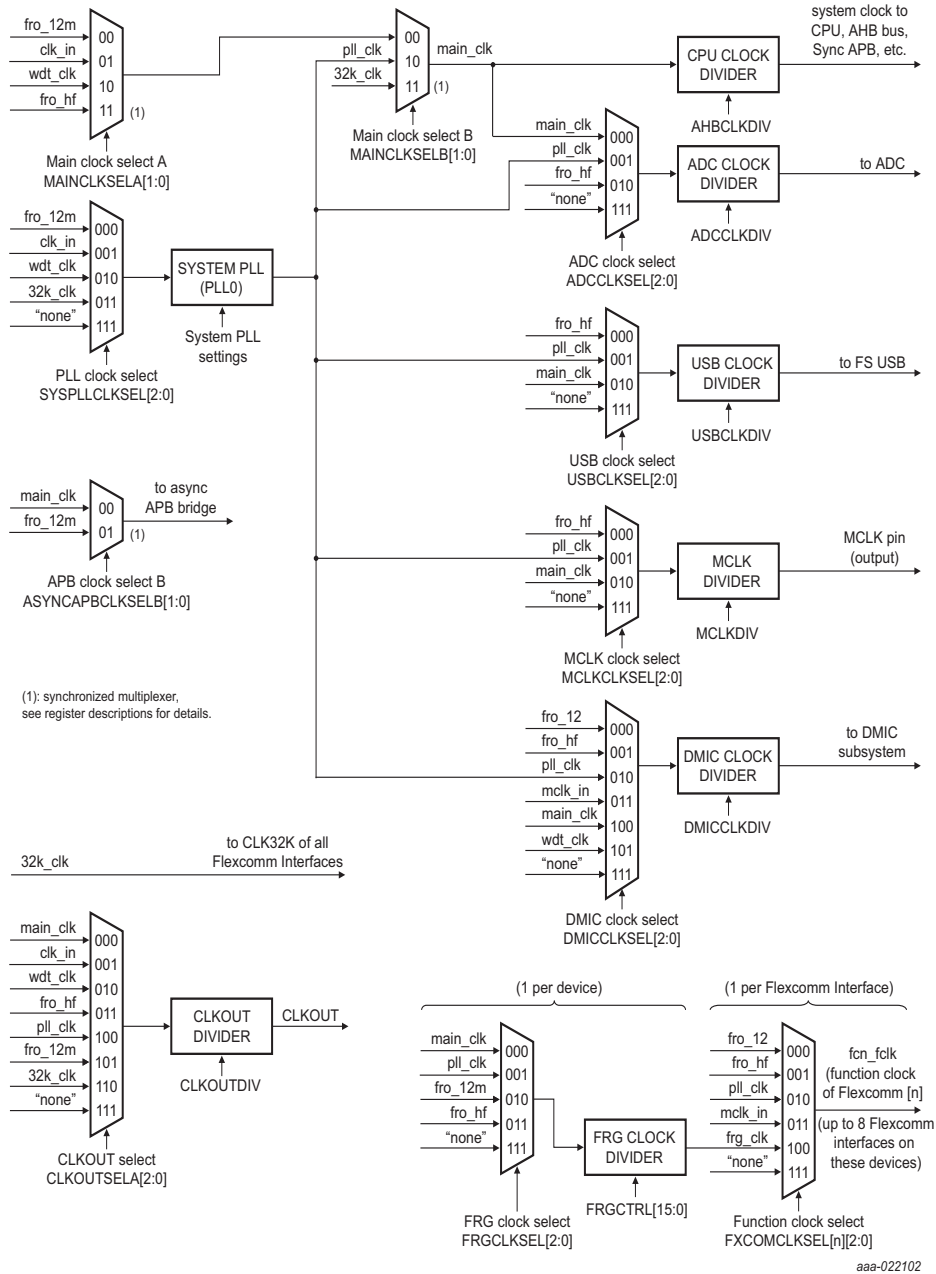 fro_12m
clk_in
wdt_clk
fro_hf
00
01
10
11
(1)
Main clock select A
MAINCLKSELA[1:0]
pll_clk
32k_clk
00
10
11
(1)
main_clk
Main clock select B
MAINCLKSELB[1:0]
CPU CLOCK
DIVIDER
AHBCLKDIV
system clock to
CPU, AHB bus,
Sync APB, etc.
main_clk
pll_clk
fro_hf
“none”
000
001
010
111
ADC clock select
ADCCLKSEL[2:0]
ADC CLOCK
DIVIDER
ADCCLKDIV
to ADC
fro_12m
clk_in
wdt_clk
32k_clk
“none”
000
001
010
011
111
PLL clock select
SYSPLLCLKSEL[2:0]
SYSTEM PLL
(PLL0)
System PLL
settings
fro_hf
pll_clk
main_clk
“none”
000
001
010
111
USB clock select
USBCLKSEL[2:0]
USB CLOCK
DIVIDER
USBCLKDIV
to FS USB
main_clk
fro_12m
00
01
(1)
to async
APB bridge
APB clock select B
ASYNCAPBCLKSELB[1:0]
fro_hf
pll_clk
main_clk
“none”
000
001
010
111
MCLK clock select
MCLKCLKSEL[2:0]
MCLK
DIVIDER
MCLKDIV
MCLK pin
(output)
(1): synchronized multiplexer,
see register descriptions for details.
fro_12
fro_hf
pll_clk
mclk_in
main_clk
wdt_clk
“none”
000
001
010
011
100
101
111
DMIC clock select
DMICCLKSEL[2:0]
DMIC CLOCK
DIVIDER
DMICCLKDIV
to DMIC
subsystem
32k_clk
to CLK32K of all
Flexcomm Interfaces
main_clk
clk_in
wdt_clk
fro_hf
pll_clk
fro_12m
32k_clk
“none”
000
001
010
011
100
101
110
111
CLKOUT select
CLKOUTSELA[2:0]
CLKOUT
DIVIDER
CLKOUTDIV
CLKOUT
(1 per device)
main_clk
pll_clk
fro_12m
fro_hf
“none”
000
001
010
011
111
FRG clock select
FRGCLKSEL[2:0]
FRG CLOCK
DIVIDER
FRGCTRL[15:0]
(1 per Flexcomm Interface)
fro_12
fro_hf
pll_clk
mclk_in
frg_clk
“none”
000
001
010
011
100
111
Function clock select
FXCOMCLKSEL[n][2:0]
fcn_fclk
(function clock
of Flexcomm [n]
(up to 8 Flexcomm
interfaces on
these devices)
aaa-022102